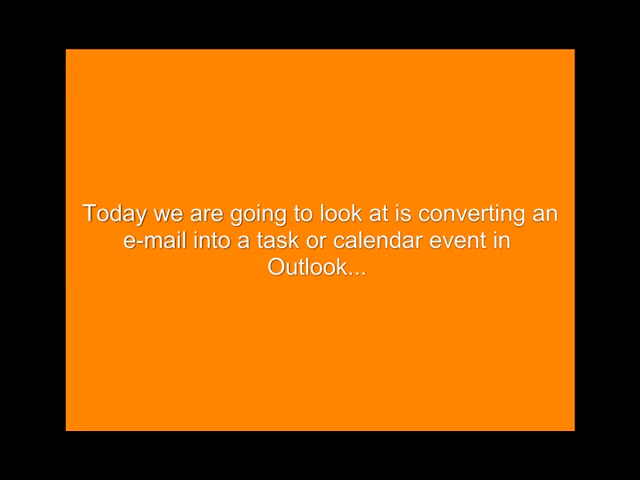 Today we are going to look at is converting an
e-mail into a task or calendar event in
Outlook...